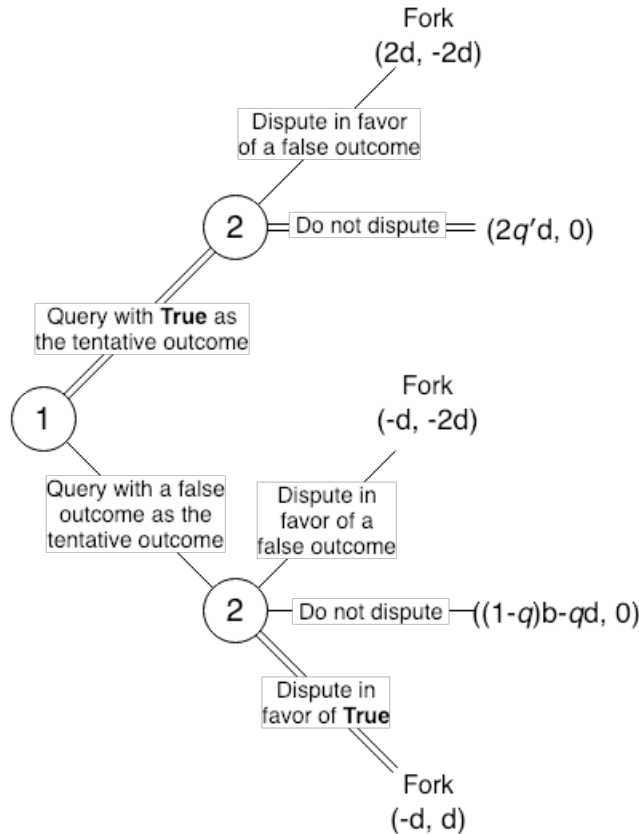 Fork
(2d, -2d)
Dispute in favor
of a false outcome
2
Do not dispute
(2q'd, 0)
Query with True as
the tentative outcome
1
Fork
(-d, -2d)
Query with a false
outcome as the
tentative outcome
Dispute in
favor of a
false outcome
2
Do not dispute
((1-q)b-qd, 0)
Dispute in
favor of True
Fork
(-d, d)